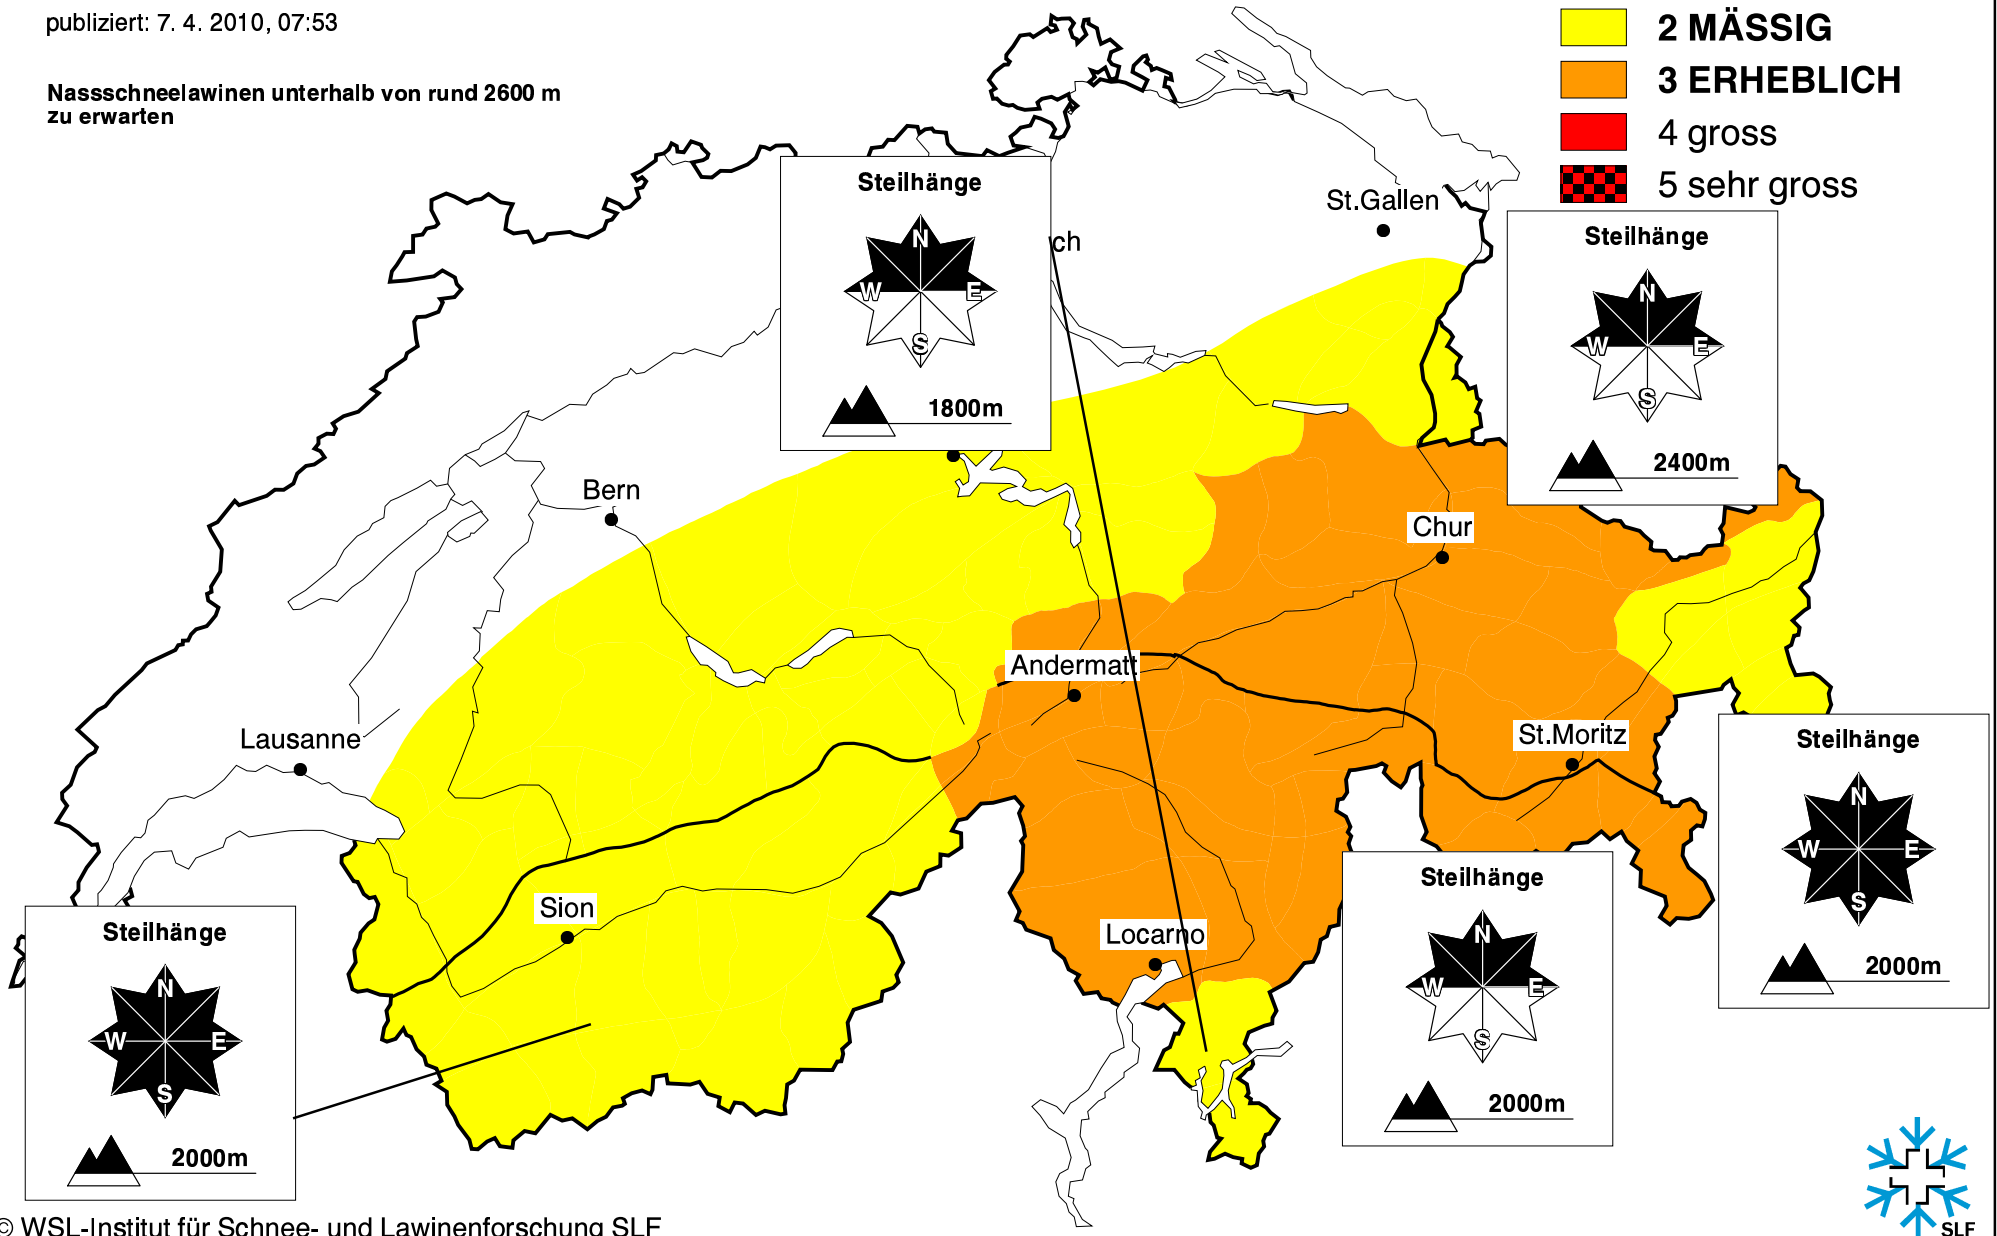 publiziert: 7. 4. 2010, 07:53
Nassschneelawinen unterhalb von rund 2600 m
zu erwarten
2 MÄSSIG
3 ERHEBLICH
4 gross
5 sehr gross
Steilhänge
N
W E
S
1800m
ch
St.Gallen
Steilhänge
N
W E
S
2400m
Bern
Chur
Andermatt
Lausanne
St.Moritz
Sion
Locarno
Steilhänge
N
W E
S
2000m
Steilhänge
N
W E
S
2000m
Steilhänge
N
W E
S
2000m
© WSL-Institut für Schnee- und Lawinenforschung SLF
SLF